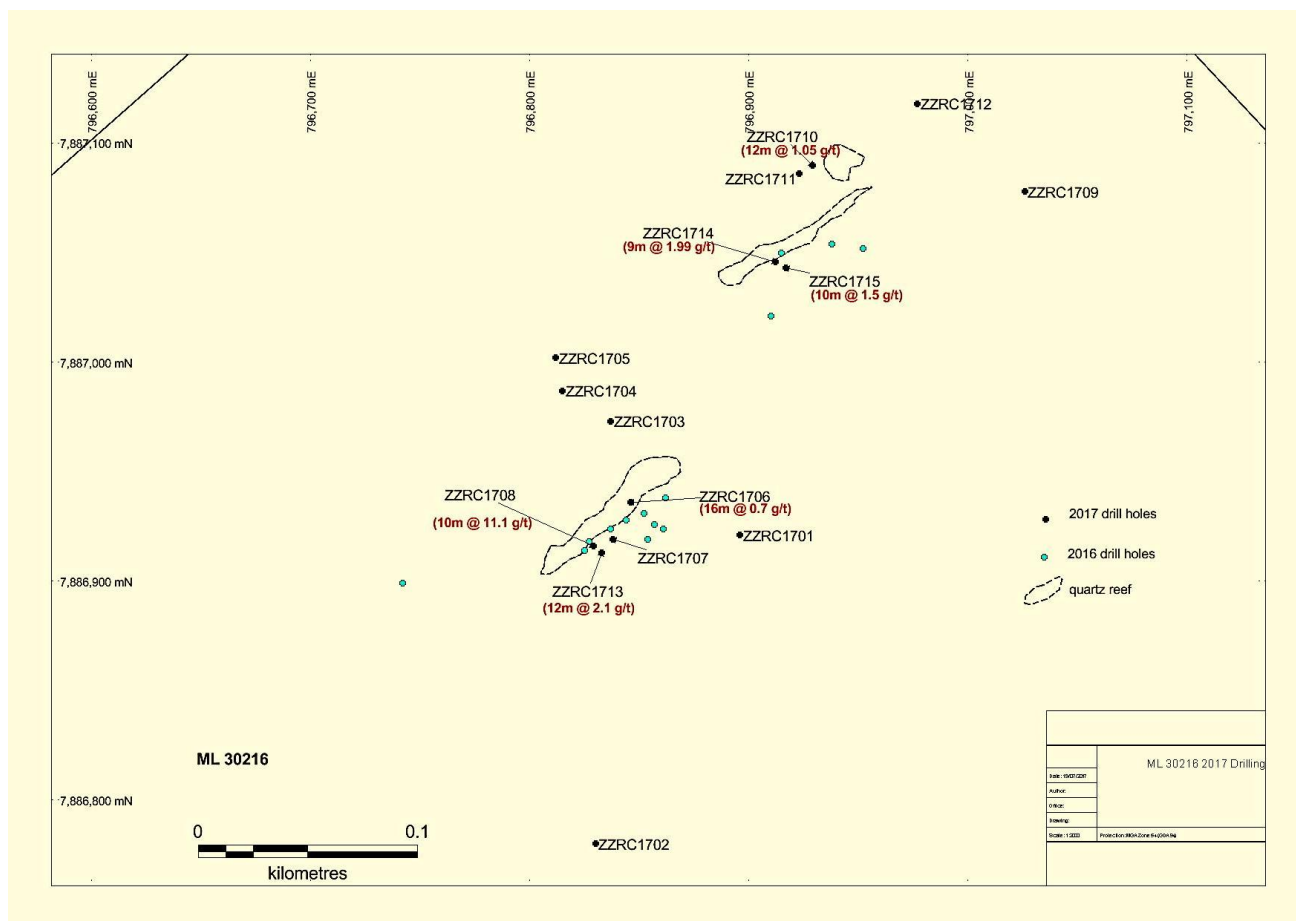 796,600 mE
796,700 mE
796,800 mE
796,900 mE
797,000 mE
797,100 mE
ZZRC1712
7,887,100 mN
ZZRC1710
(12m @ 1.05 g/t)
ZZRC1711
ZZRC1709
ZZRC1714
(9m @ 1.99 g/t)
ZZRC1715
(10m @ 1.5 g/t)
7,887,000 mN
ZZRC1705
ZZRC1704
ZZRC1703
ZZRC1708
(10m @ 11.1 g/t)
ZZRC1706
(16m @ 0.7 g/t)
ZZRC1701
ZZRC1707
7,886,900 mN
ZZRC1713
(12m @ 2.1 g/t)
2017 drill holes
2016 drill holes
quartz reef
ML 30216
7,886,800 mN
0
0.1
kilometres
ZZRC1702
ML 30216 2017 Drilling
Author:
Office:
Drawing: